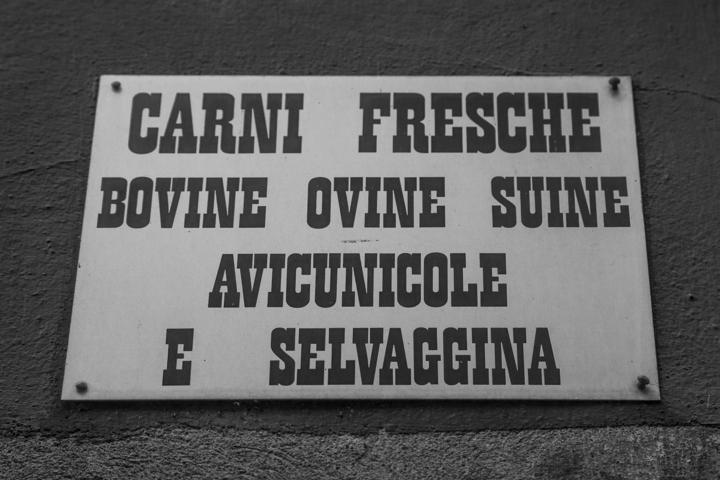 CARNI FRESCHE
BOVINE OVINE SUINE
AVICUNICOLE
E SELVAGGINA